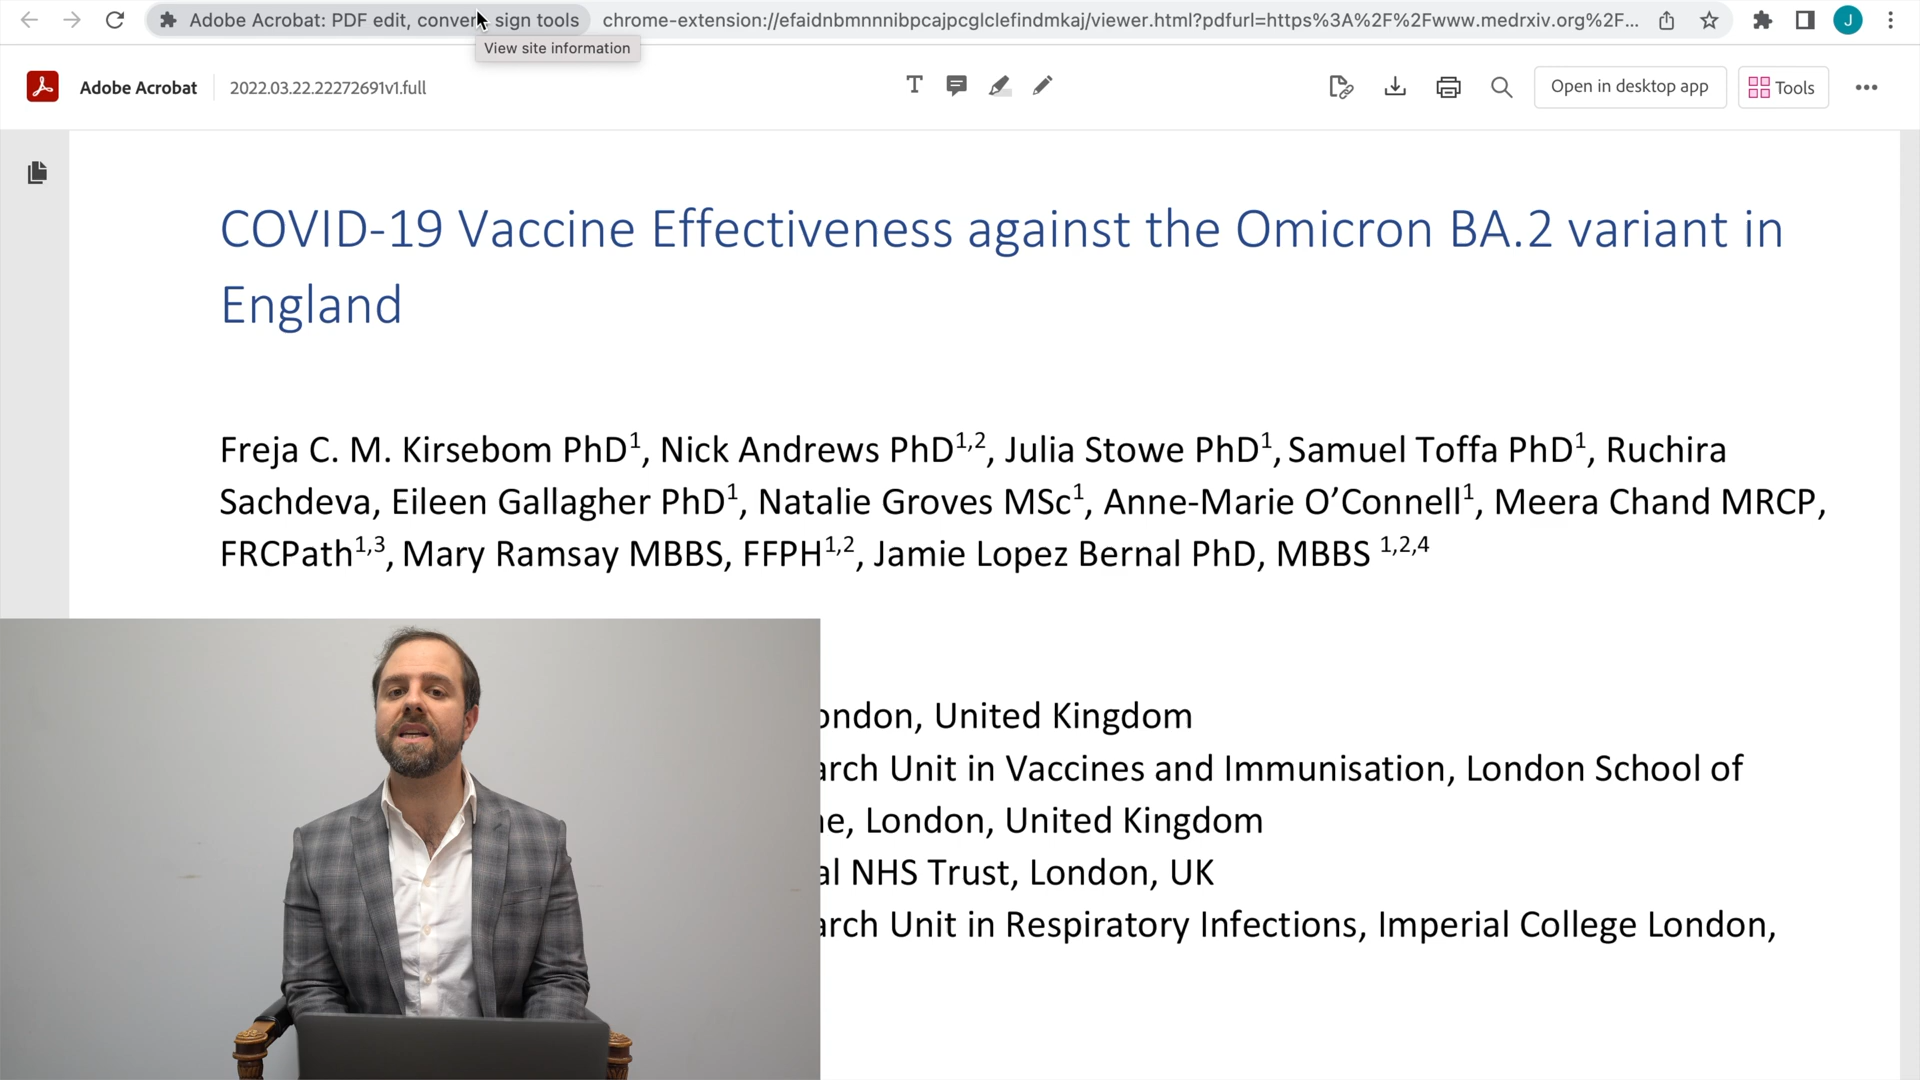 Adobe Acrobat: PDF edit, conver sign tools chrome-extension://efaidnbmnnnibpcajpcglclefindmkaj/viewer.html?pdfurl=https%3A%2F%2Fwww.medrxiv.org%2F... J
View site information
Adobe Acrobat 2022.03.22.22272691v1.full T Open in desktop app Tools
COVID-19 Vaccine Effectiveness against the Omicron BA.2 variant in
England
Freja C. M. Kirsebom PhD1, Nick Andrews PhD1,2, Julia Stowe PhD1, Samuel Toffa PhD1, Ruchira
Sachdeva, Eileen Gallagher PhD1, Natalie Groves MSc1, Anne-Marie O’Connell1, Meera Chand MRCP,
FRCPath1,3, Mary Ramsay MBBS, FFPH1,2, Jamie Lopez Bernal PhD, MBBS 1,2,4
ondon, United Kingdom
arch Unit in Vaccines and Immunisation, London School of
ne, London, United Kingdom
al NHS Trust, London, UK
arch Unit in Respiratory Infections, Imperial College London,